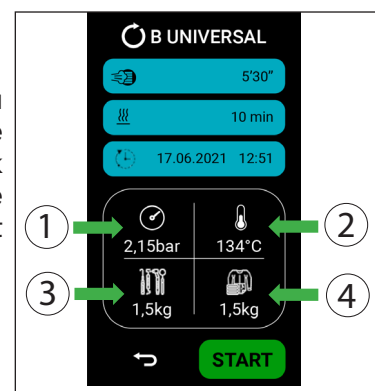 B UNIVERSAL
5’30”
10 min
17.06.2021 12:51
1
2
2,15bar
134°C
3
4
1,5kg
1,5kg
START